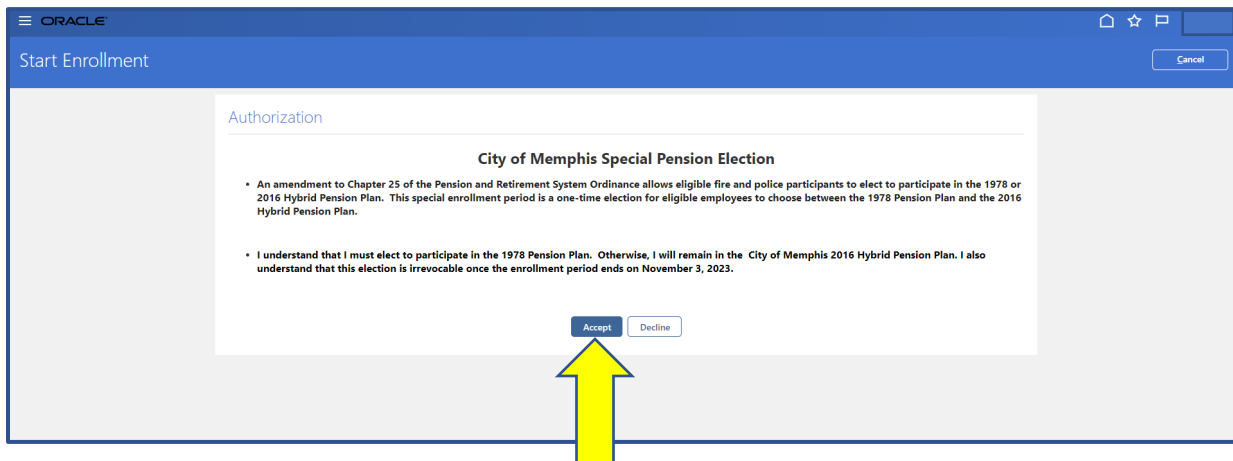 ORACLE
Start Enrollment
Cancel
Authorization
City of Memphis Special Pension Election
• An amendment to Chapter 25 of the Pension and Retirement System Ordinance allows eligible fire and police participants to elect to participate in the 1978 or
2016 Hybrid Pension Plan. This special enrollment period is a one-time election for eligible employees to choose between the 1978 Pension Plan and the 2016
Hybrid Pension Plan.
• I understand that I must elect to participate in the 1978 Pension Plan. Otherwise, I will remain in the City of Memphis 2016 Hybrid Pension Plan. I also
understand that this election is irrevocable once the enrollment period ends on November 3, 2023.
Accept Decline